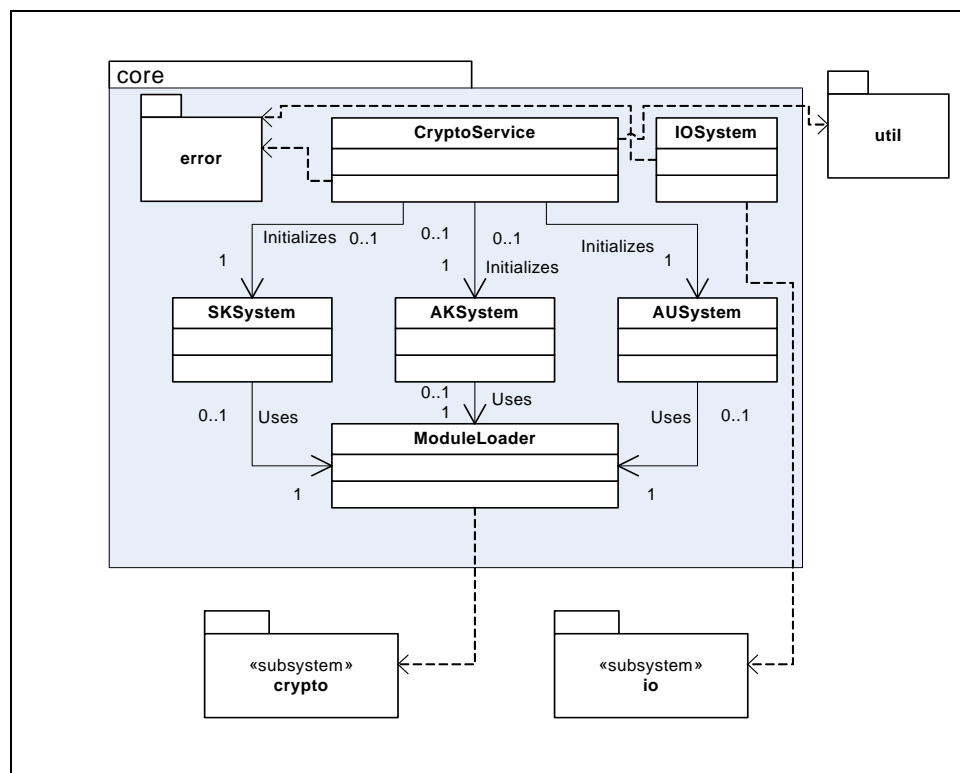 core
error
CryptoService
IOSystem
util
Initializes
0..1
0..1
0..1
Initializes
1
1
Initializes
1
SKSystem
AKSystem
AUSystem
0..1
Uses
0..1
1
Uses
Uses
0..1
ModuleLoader
1
1
«subsystem»
crypto
«subsystem»
io